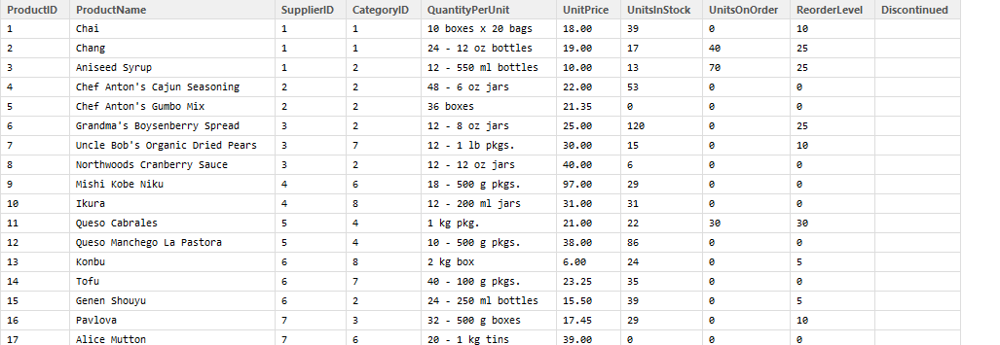 ProductID ProductName SupplierID CategoryID QuantityPerUnit UnitPrice UnitsInStock UnitsOnOrder ReorderLevel Discontinued
1 Chai 1 1 10 boxes x 20 bags 18.00 39 0 10
2 Chang 1 1 24 - 12 oz bottles 19.00 17 40 25
3 Aniseed Syrup 1 2 12 - 550 ml bottles 10.00 13 70 25
4 Chef Anton's Cajun Seasoning 2 2 48 - 6 oz jars 22.00 53 0 0
5 Chef Anton's Gumbo Mix 2 2 36 boxes 21.35 0 0 0
6 Grandma's Boysenberry Spread 3 2 12 - 8 oz jars 25.00 120 0 25
7 Uncle Bob's Organic Dried Pears 3 7 12 - 1 lb pkgs. 30.00 15 0 10
8 Northwoods Cranberry Sauce 3 2 12 - 12 oz jars 40.00 6 0 0
9 Mishi Kobe Niku 4 6 18 - 500 g pkgs. 97.00 29 0 0
10 Ikura 4 8 12 - 200 ml jars 31.00 31 0 0
11 Queso Cabrales 5 4 1 kg pkg. 21.00 22 30 30
12 Queso Manchego La Pastora 5 4 10 - 500 g pkgs. 38.00 86 0 0
13 Konbu 6 8 2 kg box 6.00 24 0 5
14 Tofu 6 7 40 - 100 g pkgs. 23.25 35 0 0
15 Genen Shouyu 6 2 24 - 250 ml bottles 15.50 39 0 5
16 Pavlova 7 3 32 - 500 g boxes 17.45 29 0 10
17 Alice Mutton 7 6 20 - 1 kg tins 39.00 0 0 0